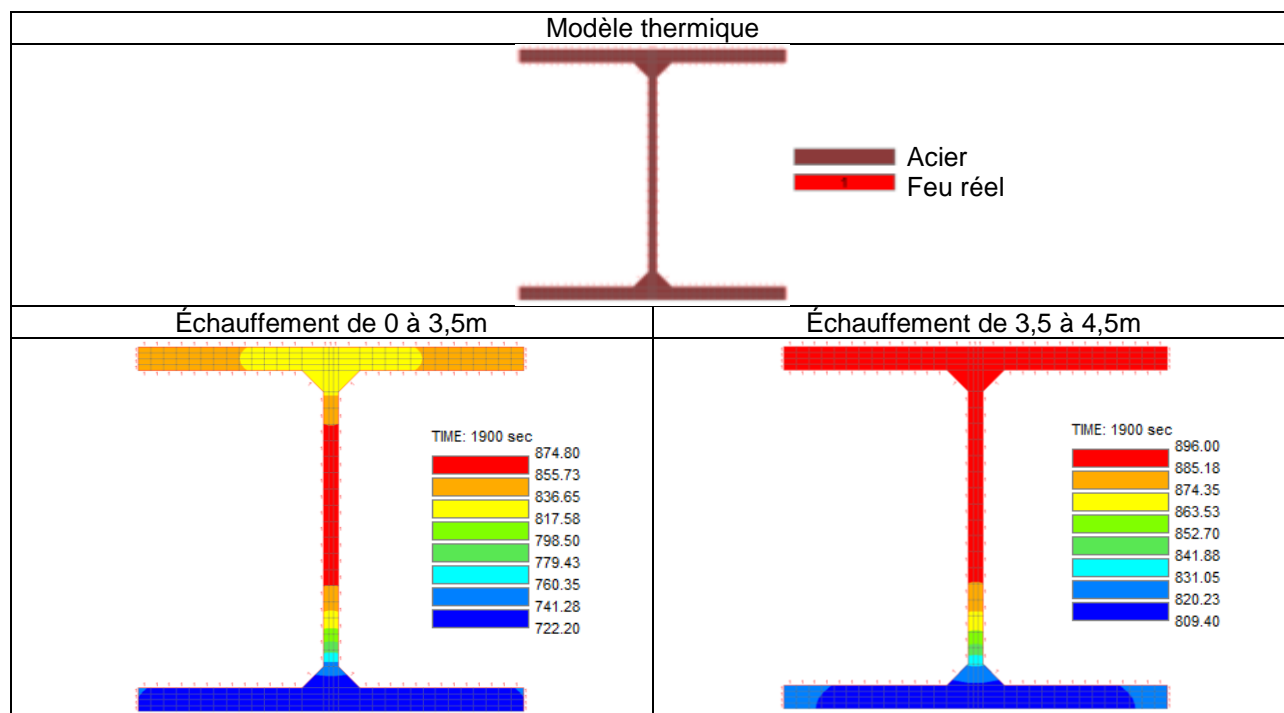 Modèle thermique
Acier
1
Feu réel
Échauffement de 0 à 3,5m
Échauffement de 3,5 à 4,5m
TIME: 1900 sec
874.80
855.73
836.65
817.58
798.50
779.43
760.35
741.28
722.20
TIME: 1900 sec
896.00
885.18
874.35
863.53
852.70
841.88
831.05
820.23
809.40